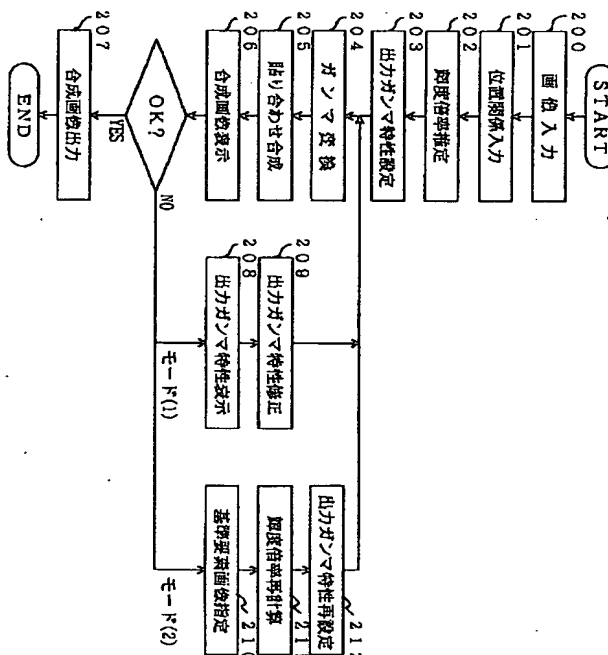 START
200
画像入力
201
位置関係入力
202
輝度倍率推定
203
出力ガンマ特性設定
204
ガンマ変換
205
貼り合わせ合成
206
合成画像表示
OK?
YES
NO
207
合成画像出力
END
モード(1)
208
出力ガンマ特性表示
209
出力ガンマ特性修正
モード(2)
基準要素画像指定
輝度倍率再計算
出力ガンマ特性再設定